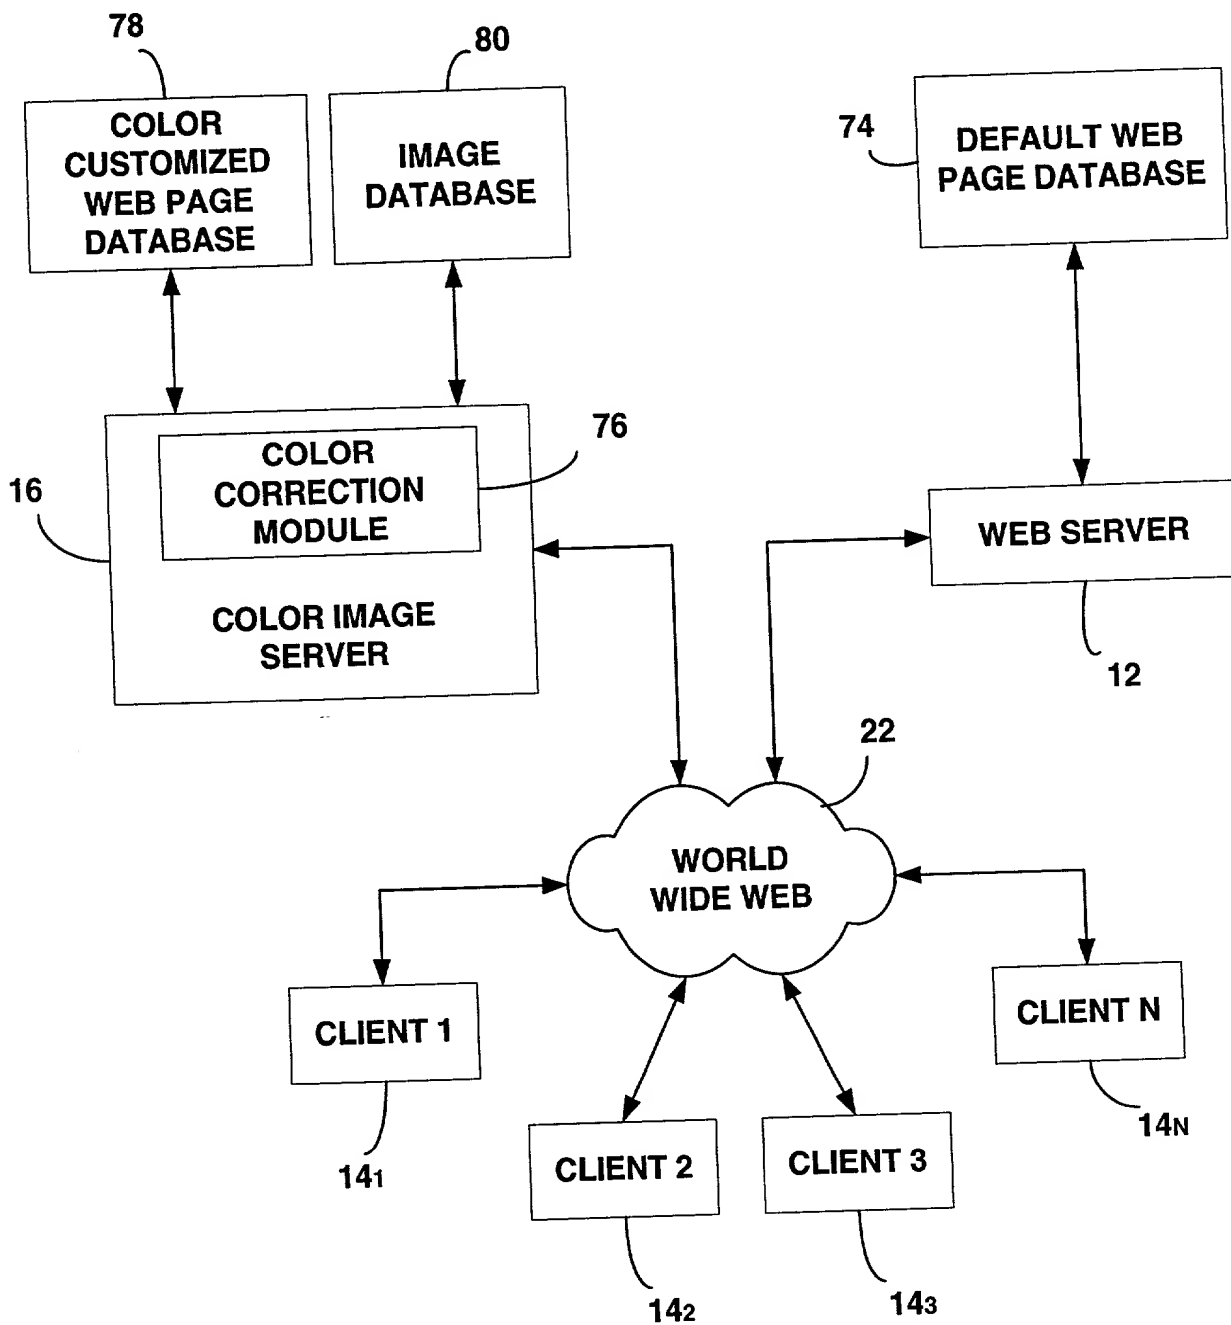 78
80
COLOR
CUSTOMIZED
WEB PAGE
DATABASE
IMAGE
DATABASE
74
DEFAULT WEB
PAGE DATABASE
16
COLOR
CORRECTION
MODULE
76
COLOR IMAGE
SERVER
WEB SERVER
12
22
WORLD
WIDE WEB
CLIENT 1
CLIENT N
141
14N
CLIENT 2
CLIENT 3
142
143